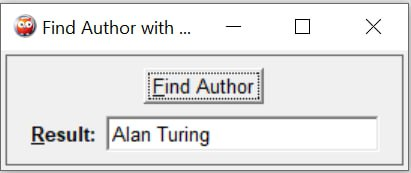 Find Author with ...
Find Author
Result: Alan Turing